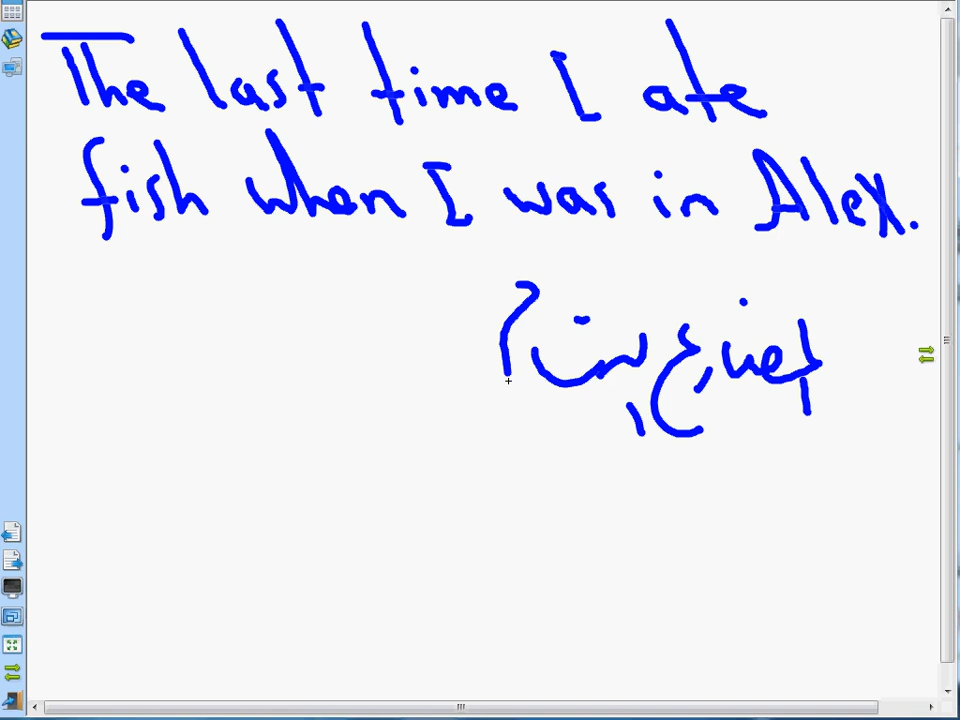 The last time I ate
fish when I was in Alex.